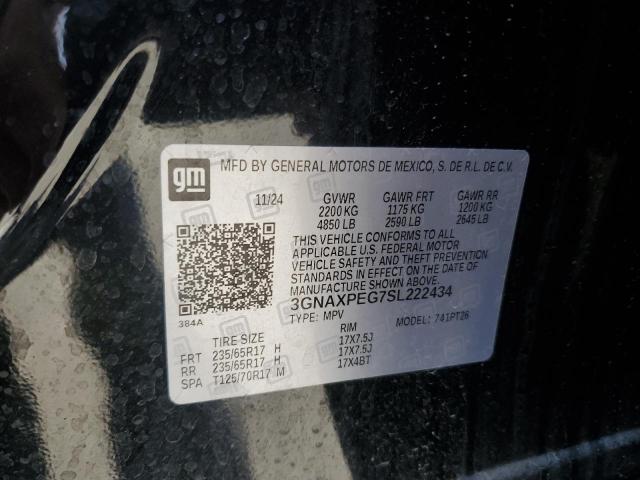 gm
MFD BY GENERAL MOTORS DE MEXICO, S. DE R.L. DE C.V.
11/24 GVWR GAWR FRT GAWR RR
2200 KG 1175 KG 1200 KG
4850 LB 2590 LB 2645 LB
THIS VEHICLE CONFORMS TO ALL
APPLICABLE U.S. FEDERAL MOTOR
VEHICLE SAFETY AND THEFT PREVENTION
STANDARDS IN EFFECT ON THE DATE OF
MANUFACTURE SHOWN ABOVE.
3GNAXPEG7SL222434
384A TYPE: MPV MODEL: 741PT26
TIRE SIZE RIM
FRT 235/65R17 H 17X7.5J
RR 235/65R17 H 17X7.5J
SPA T125/70R17 M 17X4BT